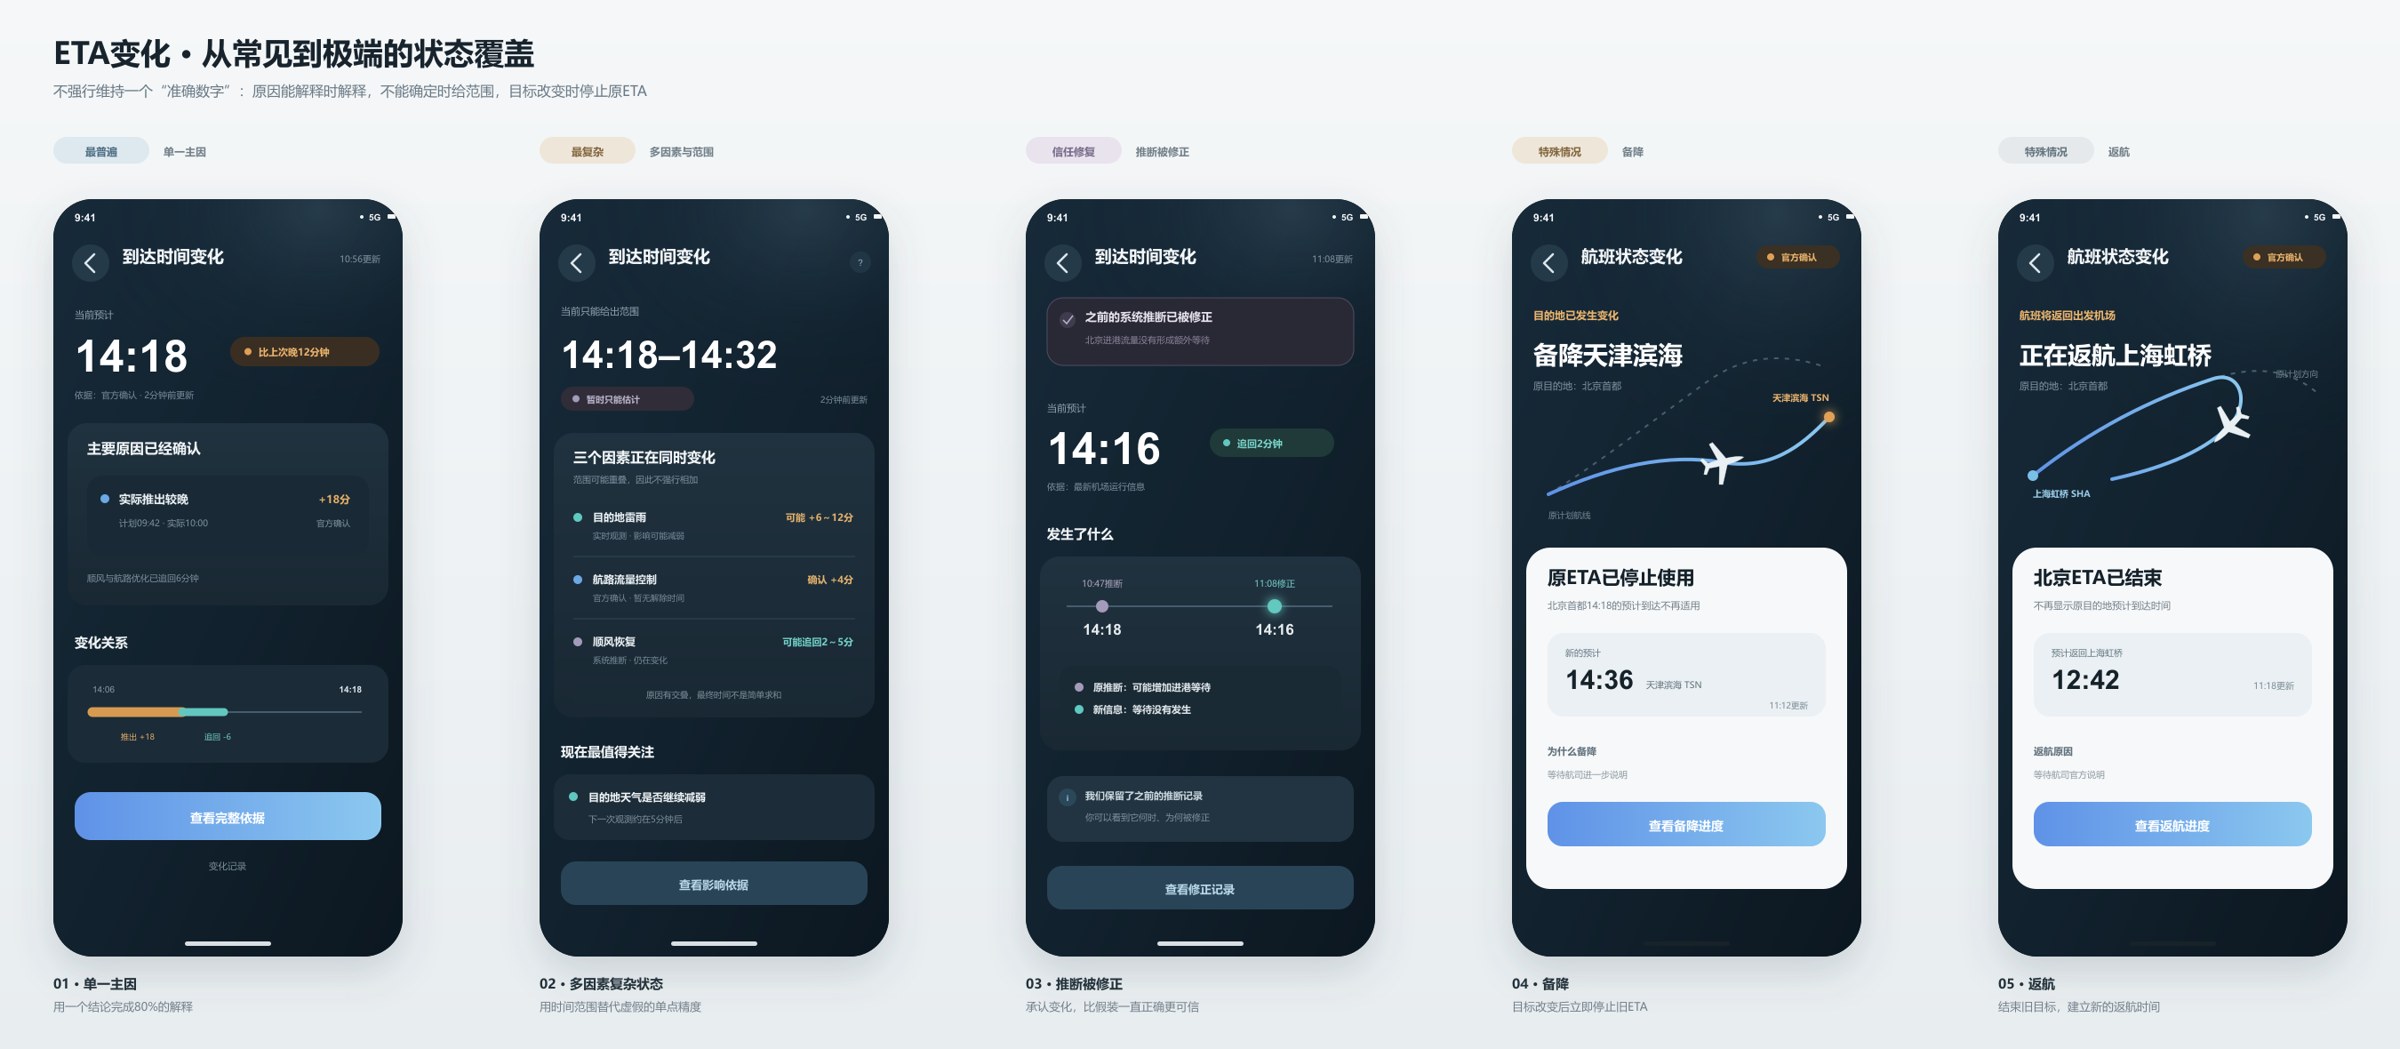 ETA变化・从常见到极端的状态覆盖
不强行维持一个“准确数字”：原因能解释时解释，不能确定时给范围，目标改变时停止原ETA
最普遍 单一主因
9:41 5G
到达时间变化 10:56更新
当前预计
14:18 比上次晚12分钟
依据：官方确认 · 2分钟前更新
主要原因已经确认
实际推出较晚 +18分
计划09:42 · 实际10:00 官方确认
顺风与航路优化已追回6分钟
变化关系
14:06 14:18
推出 +18 追回 -6
查看完整依据
变化记录
01・单一主因
用一个结论完成80%的解释
最复杂 多因素与范围
9:41 5G
到达时间变化 ?
当前只能给出范围
14:18–14:32
暂时只能估计 2分钟前更新
三个因素正在同时变化
范围可能重叠，因此不强行相加
目的地雷雨 可能 +6～12分
实时观测 · 影响可能减弱
航路流量控制 确认 +4分
官方确认 · 暂无解除时间
顺风恢复 可能追回2～5分
系统推断 · 仍在变化
原因有交叠，最终时间不是简单求和
现在最值得关注
目的地天气是否继续减弱
下一次观测约在5分钟后
查看影响依据
02・多因素复杂状态
用时间范围替代虚假的单点精度
信任修复 推断被修正
9:41 5G
到达时间变化 11:08更新
之前的系统推断已被修正
北京进港流量没有形成额外等待
当前预计
14:16 追回2分钟
依据：最新机场运行信息
发生了什么
10:47推断 11:08修正
14:18 14:16
原推断：可能增加进港等待
新信息：等待没有发生
i 我们保留了之前的推断记录
你可以看到它何时、为何被修正
查看修正记录
03・推断被修正
承认变化，比假装一直正确更可信
特殊情况 备降
9:41 5G
航班状态变化 官方确认
目的地已发生变化
备降天津滨海
原目的地：北京首都
天津滨海 TSN
原计划航线
原ETA已停止使用
北京首都14:18的预计到达不再适用
新的预计
14:36 天津滨海 TSN
11:12更新
为什么备降
等待航司进一步说明
查看备降进度
04・备降
目标改变后立即停止旧ETA
特殊情况 返航
9:41 5G
航班状态变化 官方确认
航班将返回出发机场
正在返航上海虹桥
原目的地：北京首都
原计划方向
上海虹桥 SHA
北京ETA已结束
不再显示原目的地预计到达时间
预计返回上海虹桥
12:42 11:18更新
返航原因
等待航司官方说明
查看返航进度
05・返航
结束旧目标，建立新的返航时间